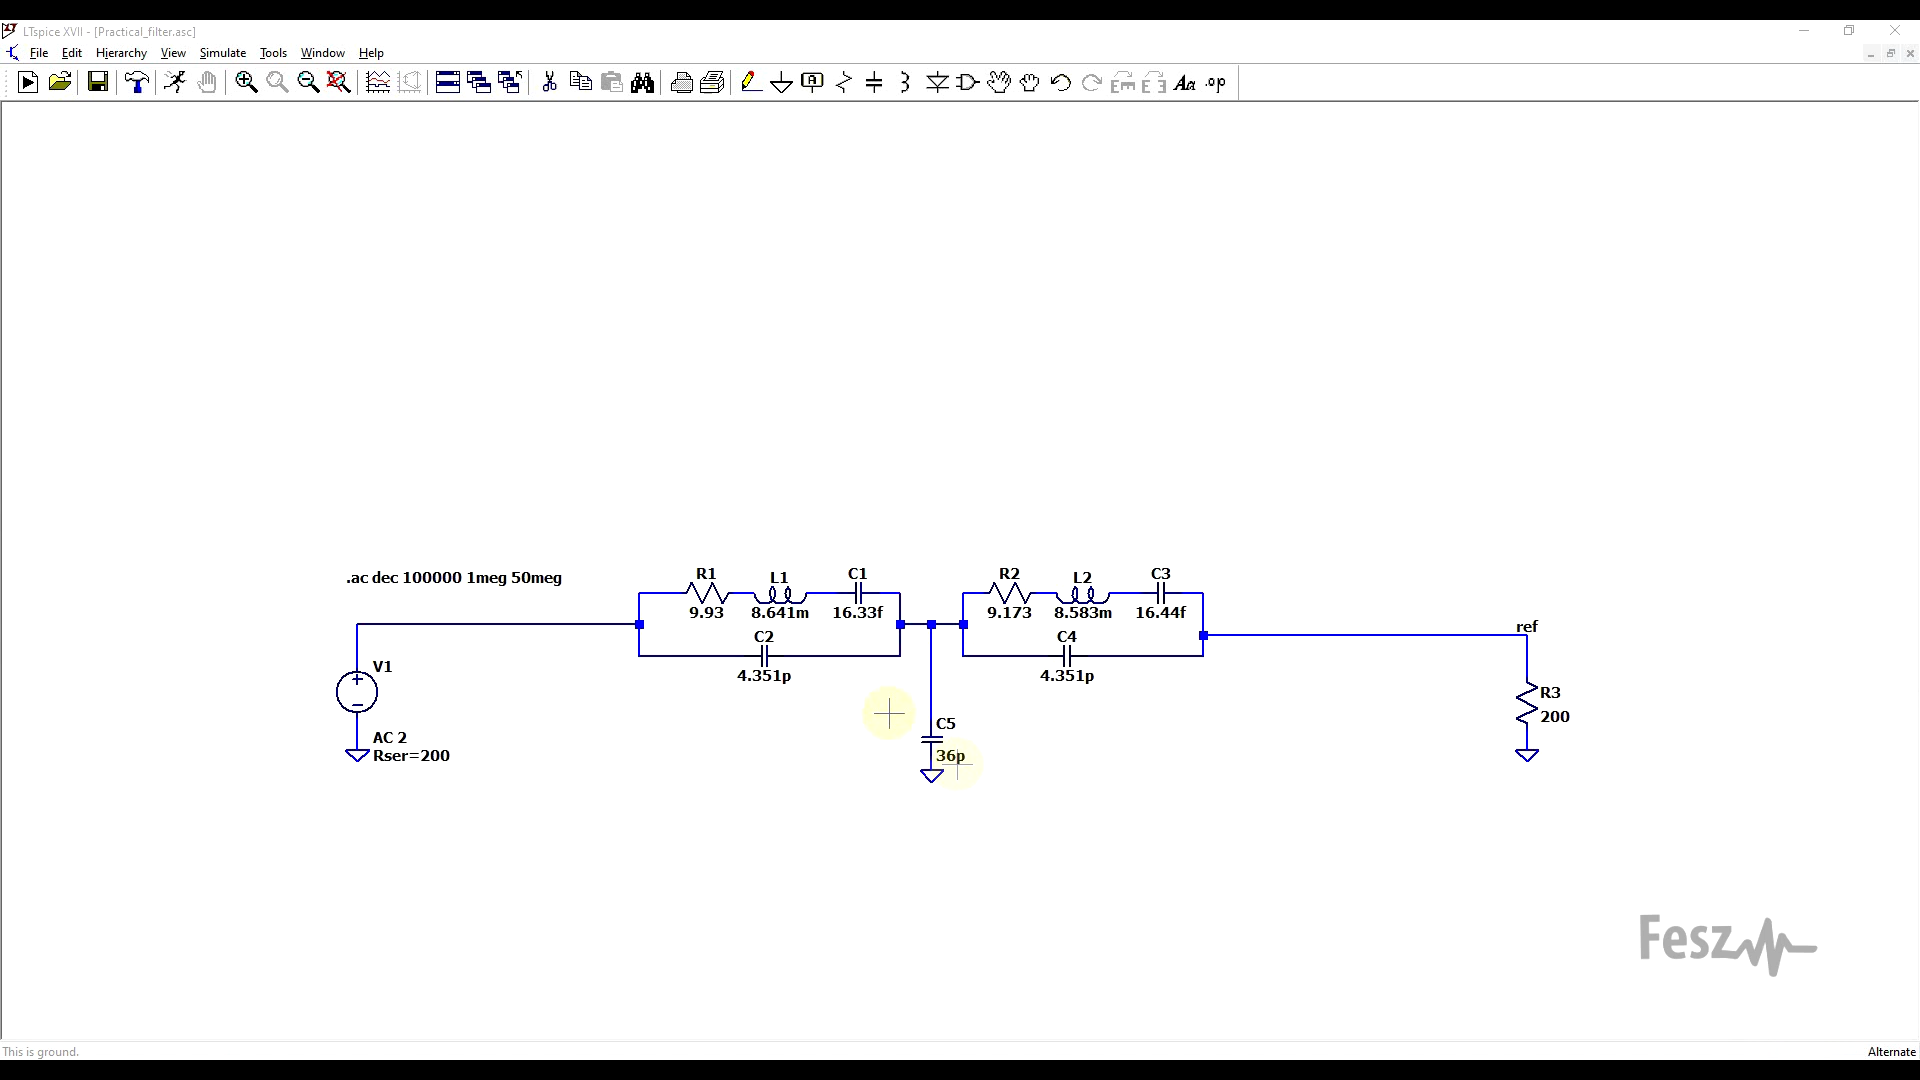 LTspice XVII - [Practical_filter.asc]
File Edit Hierarchy View Simulate Tools Window Help
.op
.ac dec 100000 1meg 50meg
R1 L1 C1 R2 L2 C3
9.93 8.641m 16.33f 9.173 8.583m 16.44f
C2 C4
4.351p 4.351p
ref
V1
R3
200
C5
36p
AC 2
Rser=200
Fesz
This is ground.
Alternate